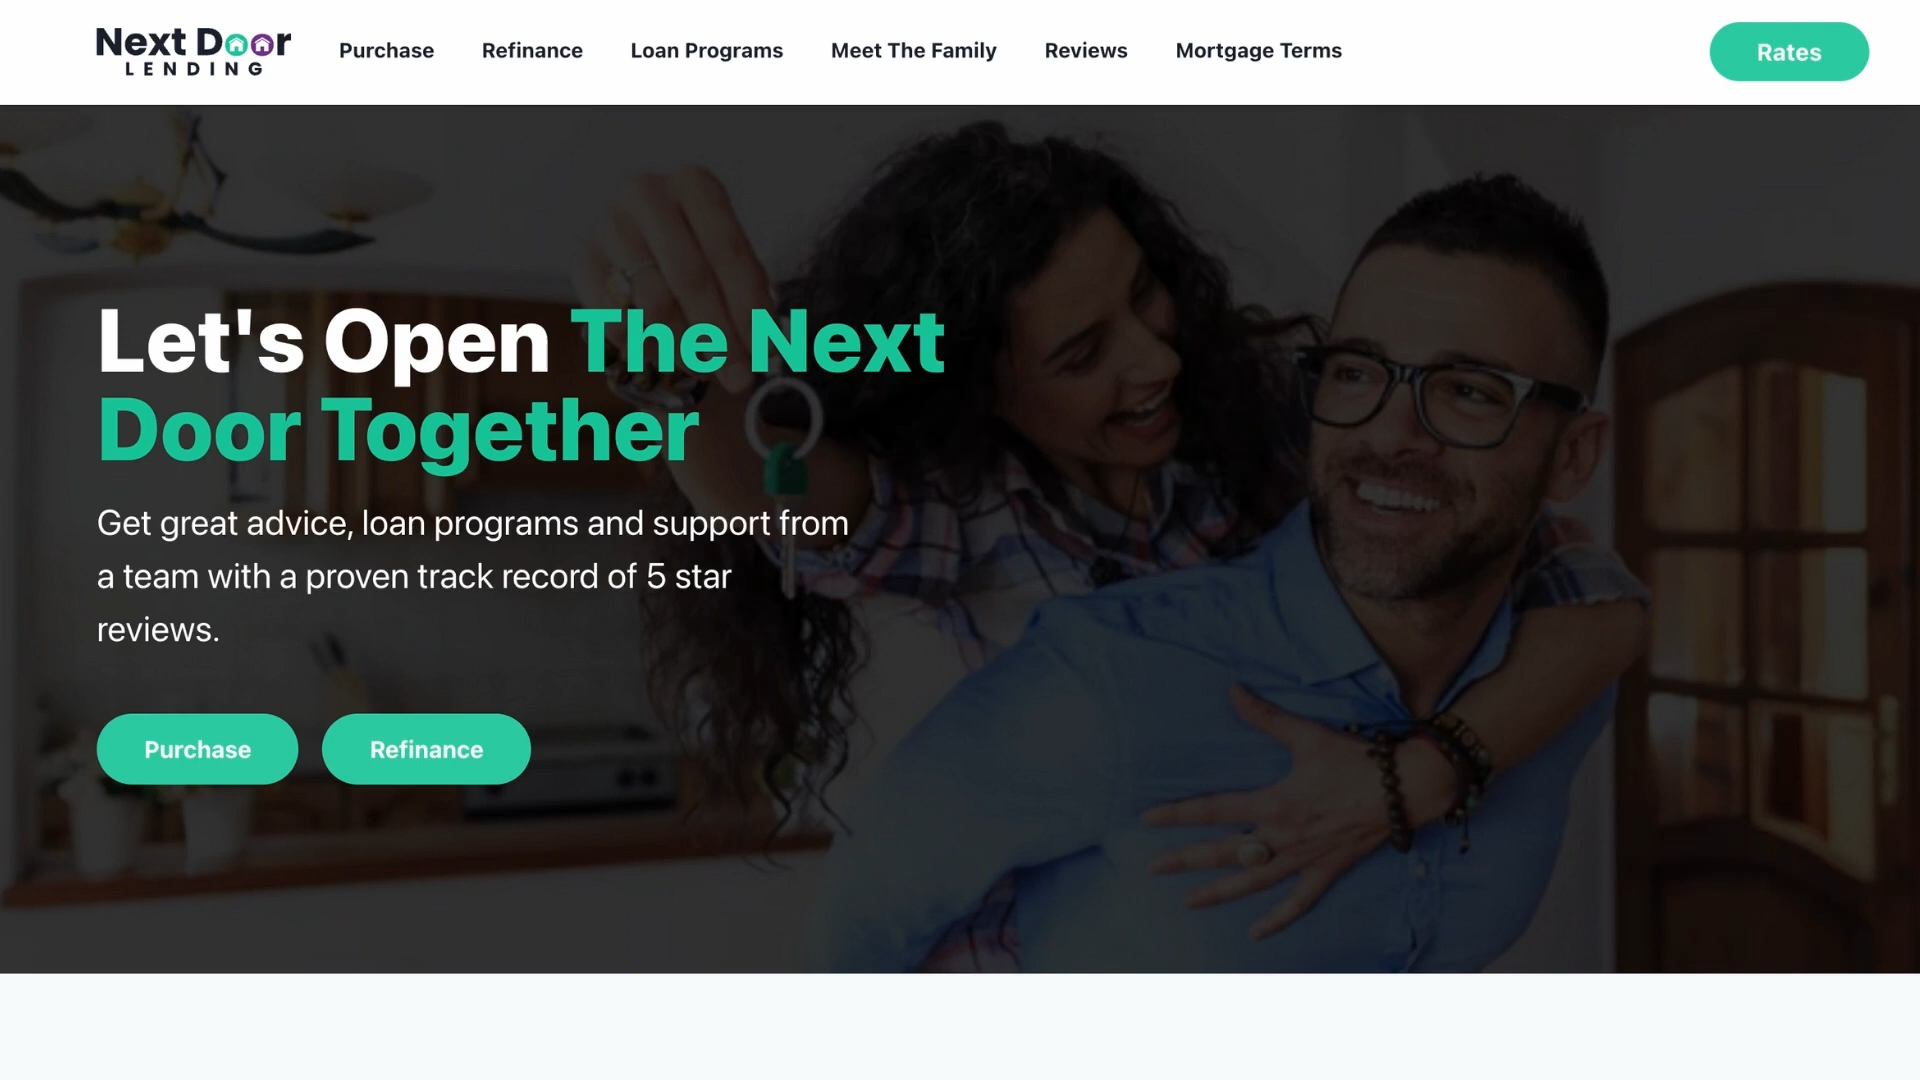 Next Door
LENDING
Purchase
Refinance
Loan Programs
Meet The Family
Reviews
Mortgage Terms
Rates
Let's Open The Next
Door Together
Get great advice, loan programs and support from
a team with a proven track record of 5 star
reviews.
Purchase
Refinance